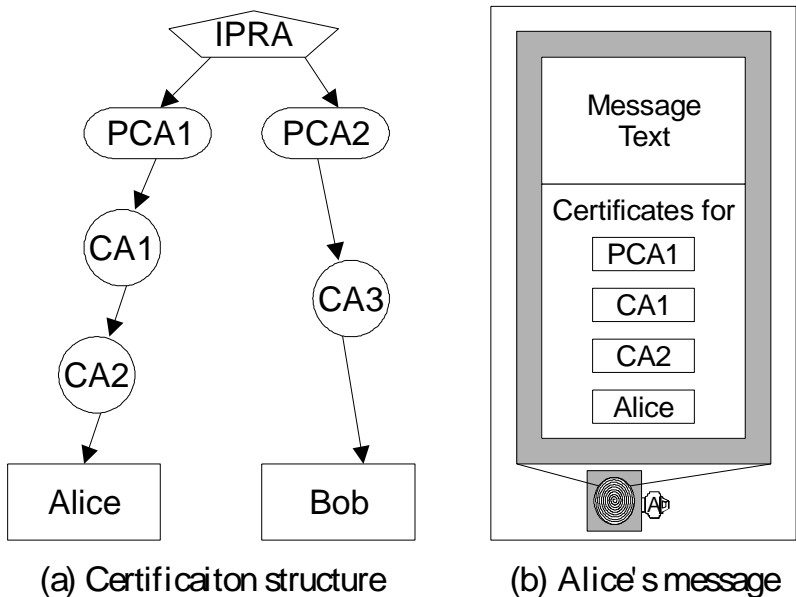 IPRA
PCA1
PCA2
CA1
CA3
CA2
Alice
Bob
(a) Certificaiton structure
Message
Text
Certificates for
PCA1
CA1
CA2
Alice
A
(b) Alice's message